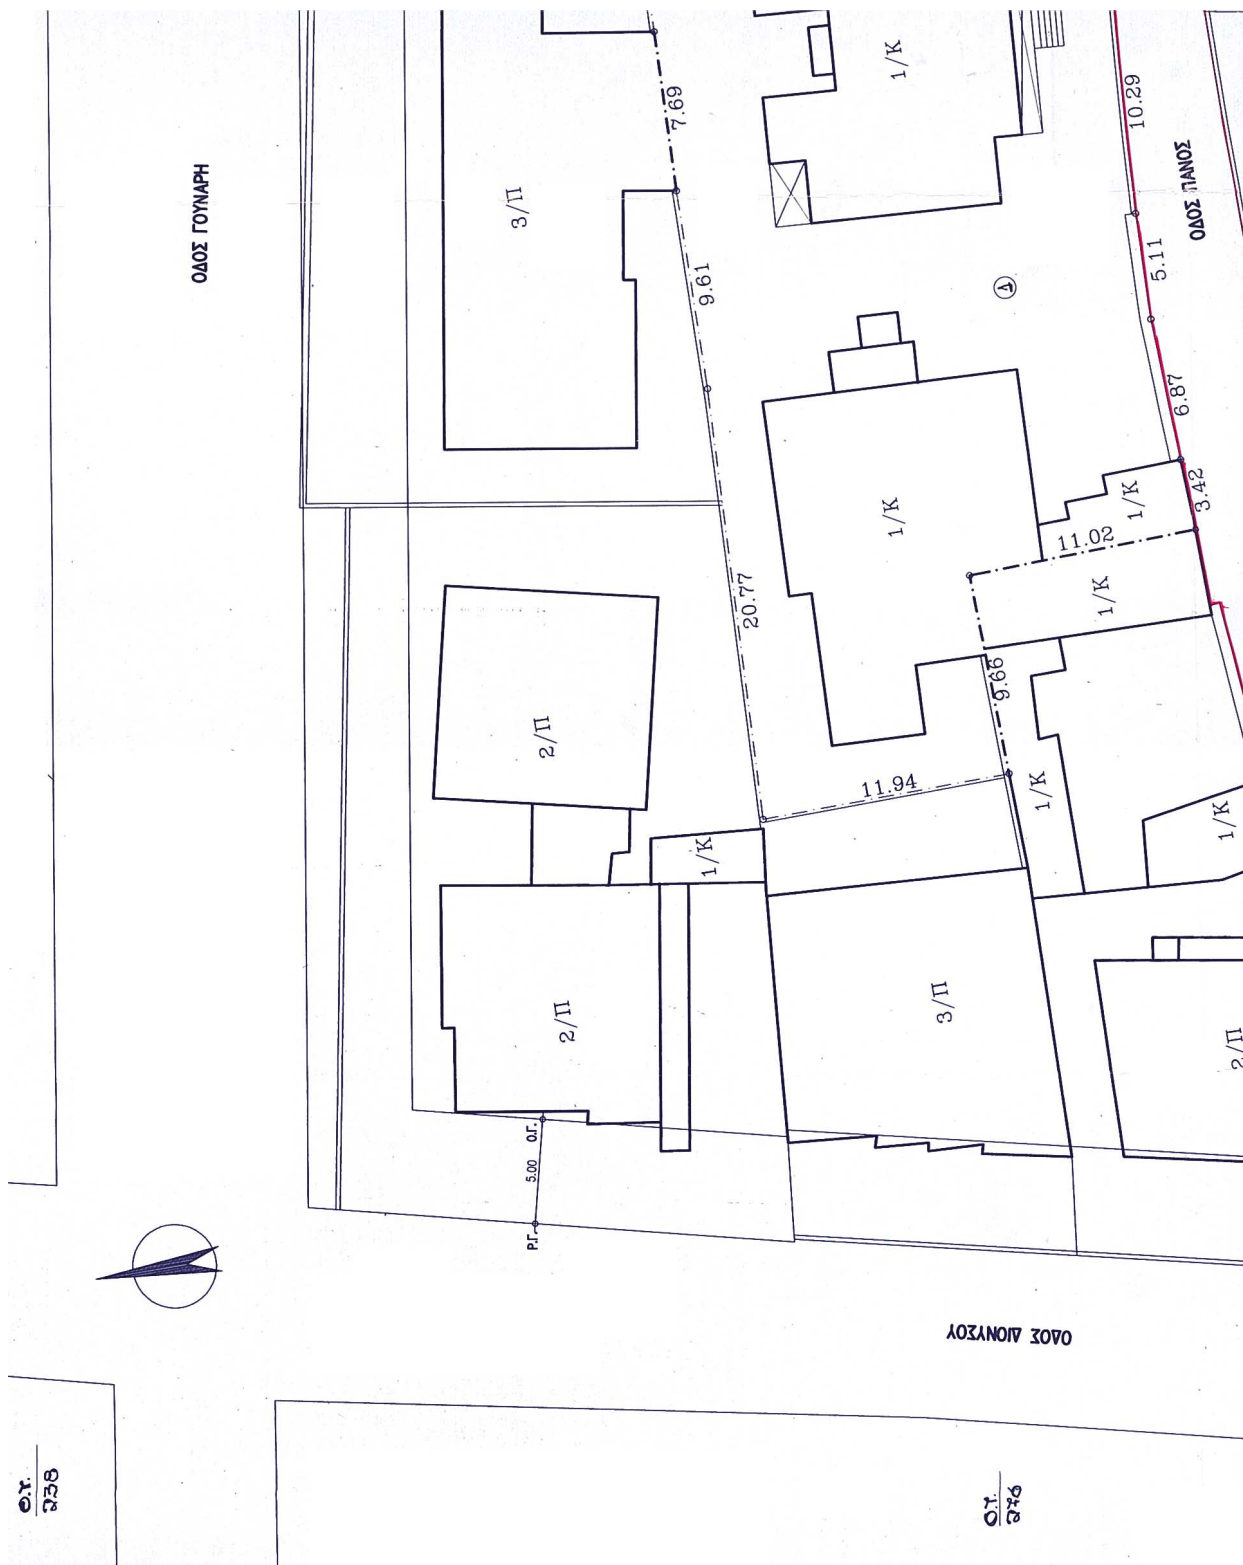 1/Κ
7.69
10.29
ΟΔΟΣ ΓΟΥΝΑΡΗ
3/Π
ΟΔΟΣ ΠΑΝΟΣ
9.61
5.11
Δ
6.87
3.42
1/Κ
1/Κ
11.02
20.77
1/Κ
9.66
2/Π
11.94
1/Κ
1/Κ
1/Κ
2/Π
3/Π
2/Π
Ρ.Γ. 5.00 Ο.Γ.
ΟΔΟΣ ΔΙΟΝΥΣΟΥ
Ο.Τ.
238
Ο.Τ.
276